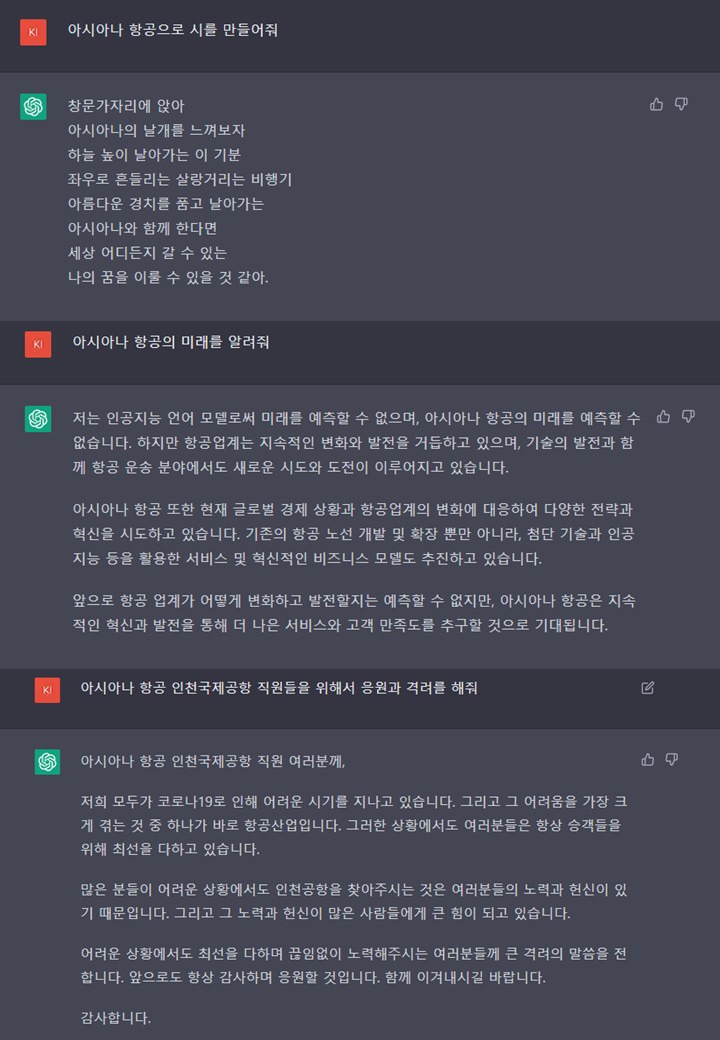 KI 아시아나 항공으로 시를 만들어줘
창문가자리에 앉아
아시아나의 날개를 느껴보자
하늘 높이 날아가는 이 기분
좌우로 흔들리는 살랑거리는 비행기
아름다운 경치를 품고 날아가는
아시아나와 함께 한다면
세상 어디든지 갈 수 있는
나의 꿈을 이룰 수 있을 것 같아.
KI 아시아나 항공의 미래를 알려줘
저는 인공지능 언어 모델로써 미래를 예측할 수 없으며, 아시아나 항공의 미래를 예측할 수
없습니다. 하지만 항공업계는 지속적인 변화와 발전을 거듭하고 있으며, 기술의 발전과 함
께 항공 운송 분야에서도 새로운 시도와 도전이 이루어지고 있습니다.
아시아나 항공 또한 현재 글로벌 경제 상황과 항공업계의 변화에 대응하여 다양한 전략과
혁신을 시도하고 있습니다. 기존의 항공 노선 개발 및 확장 뿐만 아니라, 첨단 기술과 인공
지능 등을 활용한 서비스 및 혁신적인 비즈니스 모델도 추진하고 있습니다.
앞으로 항공 업계가 어떻게 변화하고 발전할지는 예측할 수 없지만, 아시아나 항공은 지속
적인 혁신과 발전을 통해 더 나은 서비스와 고객 만족도를 추구할 것으로 기대됩니다.
KI 아시아나 항공 인천국제공항 직원들을 위해서 응원과 격려를 해줘
아시아나 항공 인천국제공항 직원 여러분께,
저희 모두가 코로나19로 인해 어려운 시기를 지나고 있습니다. 그리고 그 어려움을 가장 크
게 겪는 것 중 하나가 바로 항공산업입니다. 그러한 상황에서도 여러분들은 항상 승객들을
위해 최선을 다하고 있습니다.
많은 분들이 어려운 상황에서도 인천공항을 찾아주시는 것은 여러분들의 노력과 헌신이 있
기 때문입니다. 그리고 그 노력과 헌신이 많은 사람들에게 큰 힘이 되고 있습니다.
어려운 상황에서도 최선을 다하며 끊임없이 노력해주시는 여러분들께 큰 격려의 말씀을 전
합니다. 앞으로도 항상 감사하며 응원할 것입니다. 함께 이겨내시길 바랍니다.
감사합니다.